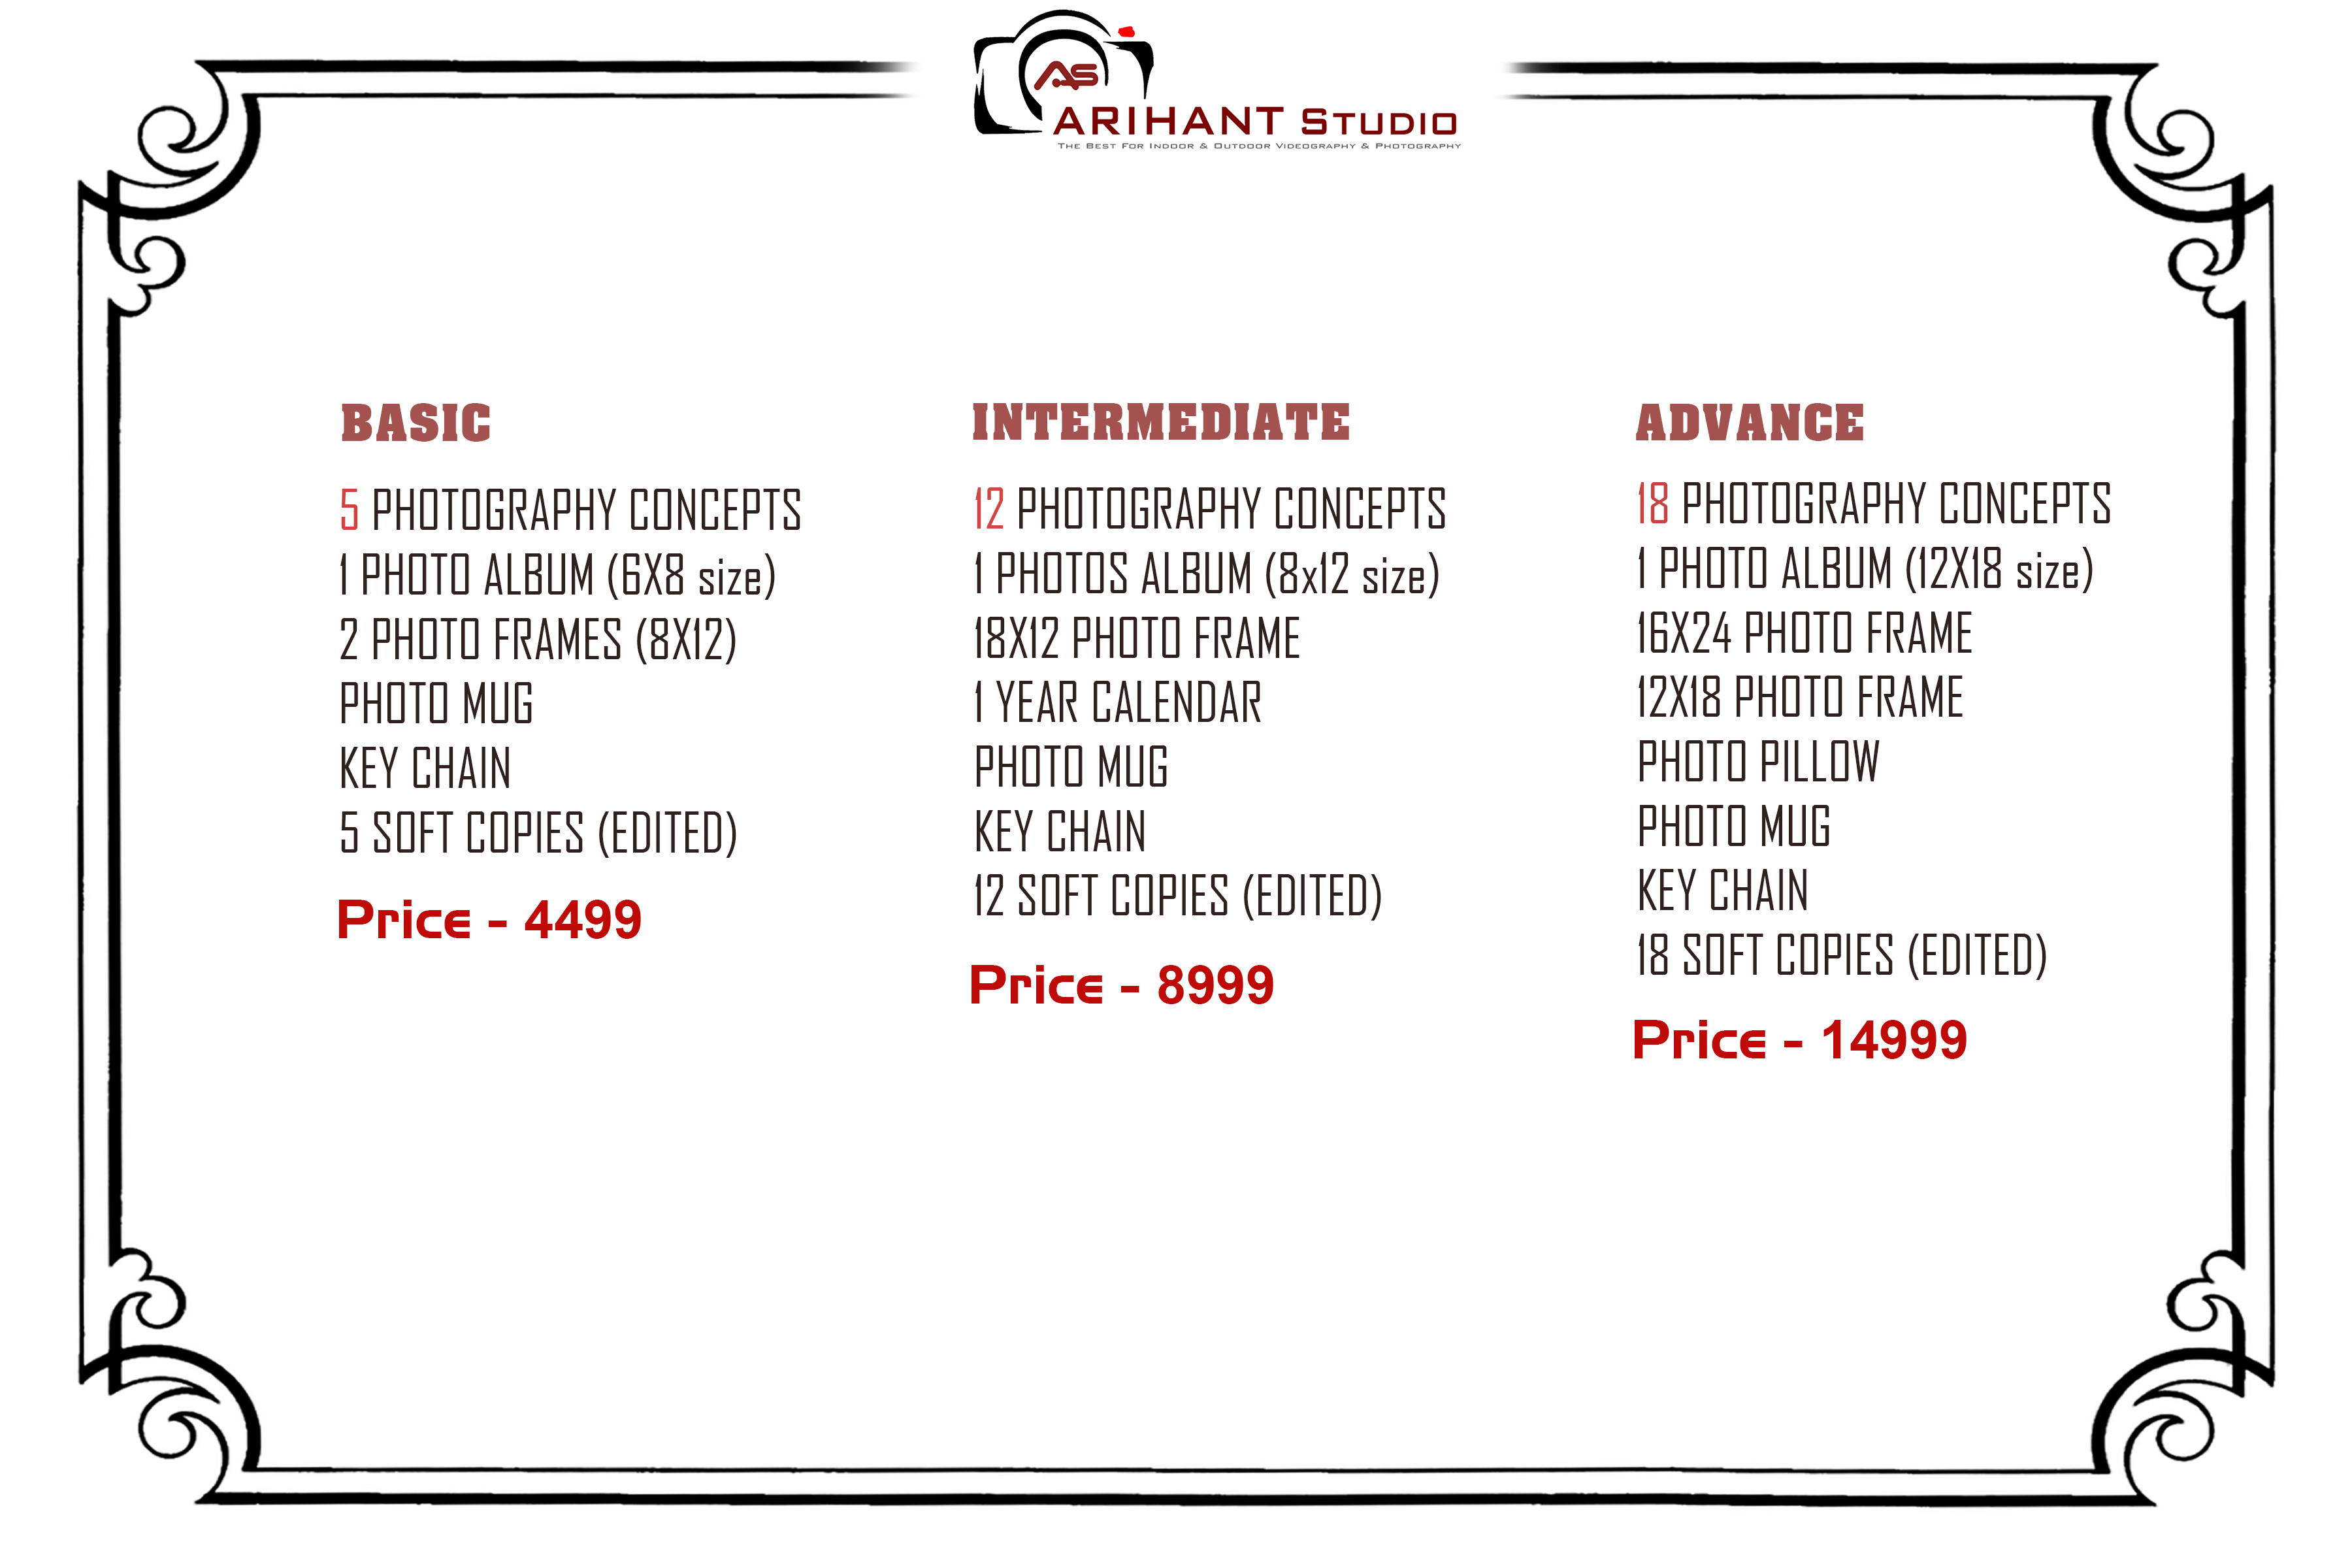 AS
ARIHANT STUDIO
THE BEST FOR INDOOR & OUTDOOR VIDEOGRAPHY & PHOTOGRAPHY
BASIC
5 PHOTOGRAPHY CONCEPTS
1 PHOTO ALBUM (6X8 size)
2 PHOTO FRAMES (8X12)
PHOTO MUG
KEY CHAIN
5 SOFT COPIES (EDITED)
Price - 4499
INTERMEDIATE
12 PHOTOGRAPHY CONCEPTS
1 PHOTOS ALBUM (8x12 size)
18X12 PHOTO FRAME
1 YEAR CALENDAR
PHOTO MUG
KEY CHAIN
12 SOFT COPIES (EDITED)
Price - 8999
ADVANCE
18 PHOTOGRAPHY CONCEPTS
1 PHOTO ALBUM (12X18 size)
16X24 PHOTO FRAME
12X18 PHOTO FRAME
PHOTO PILLOW
PHOTO MUG
KEY CHAIN
18 SOFT COPIES (EDITED)
Price - 14999